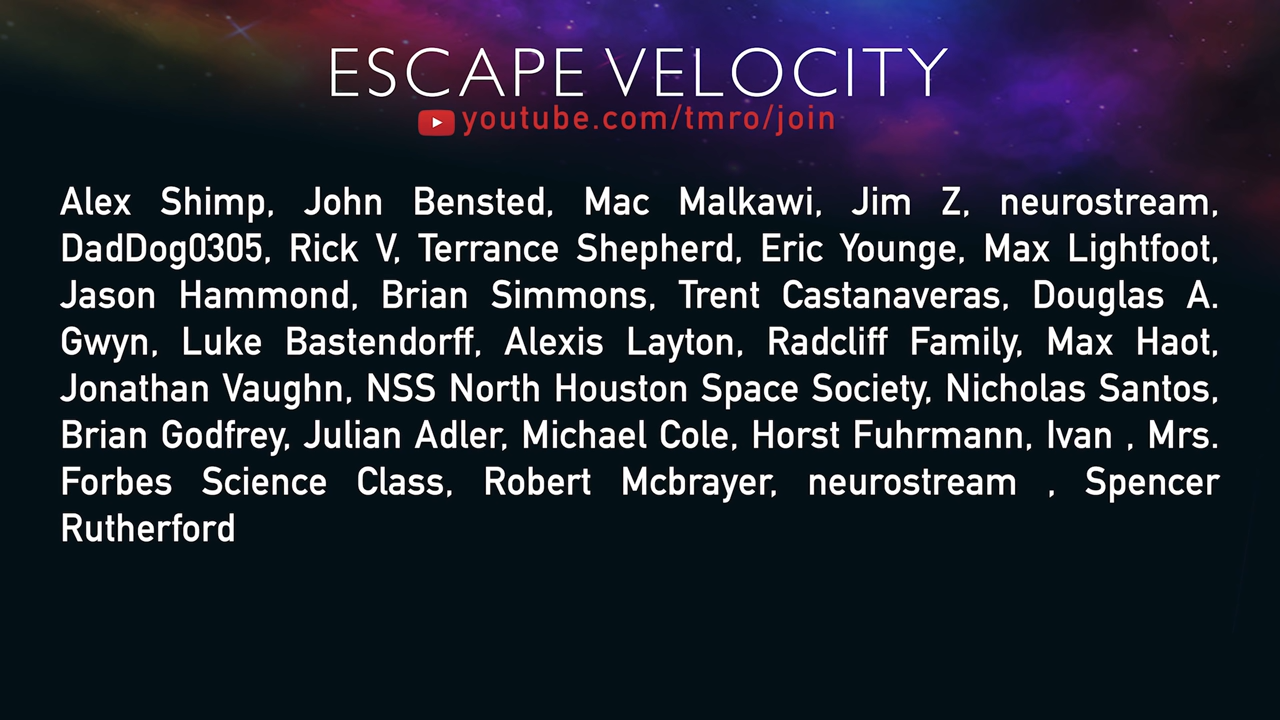 ESCAPE VELOCITY
youtube.com/tmro/join
Alex Shimp, John Bensted, Mac Malkawi, Jim Z, neurostream,
DadDog0305, Rick V, Terrance Shepherd, Eric Younge, Max Lightfoot,
Jason Hammond, Brian Simmons, Trent Castanaveras, Douglas A.
Gwyn, Luke Bastendorff, Alexis Layton, Radcliff Family, Max Haot,
Jonathan Vaughn, NSS North Houston Space Society, Nicholas Santos,
Brian Godfrey, Julian Adler, Michael Cole, Horst Fuhrmann, Ivan , Mrs.
Forbes Science Class, Robert Mcbrayer, neurostream , Spencer
Rutherford